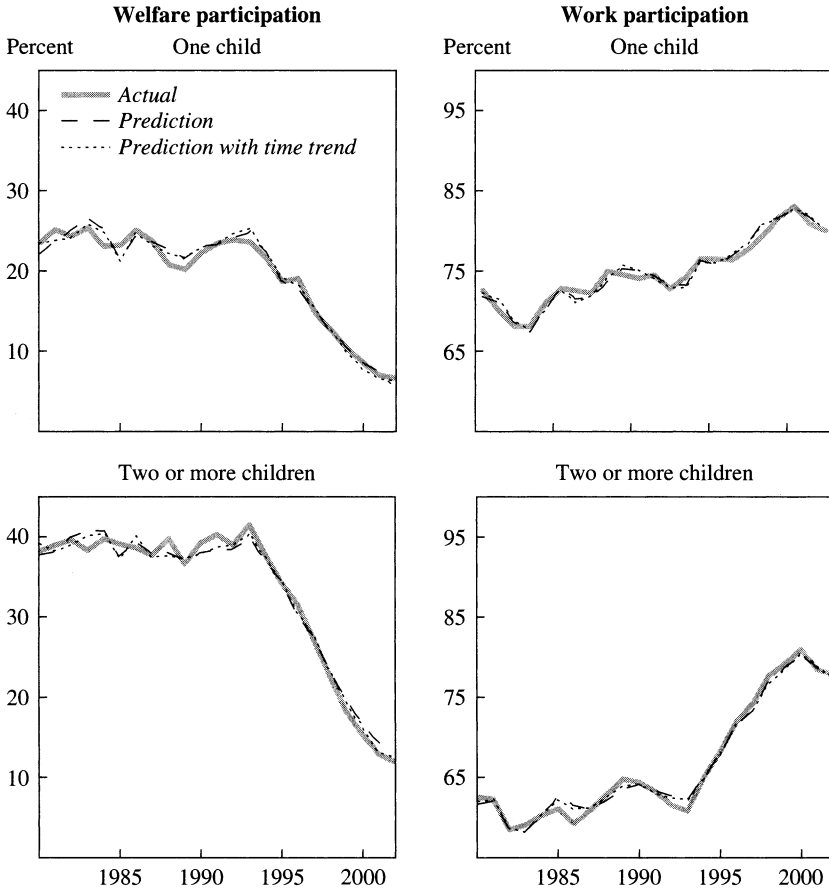 Welfare participation
Work participation
Percent
One child
Percent
One child
Actual
Prediction
Prediction with time trend
40
30
20
10
95
85
75
65
Two or more children
Two or more children
40
30
20
10
95
85
75
65
1985 1990 1995 2000
1985 1990 1995 2000